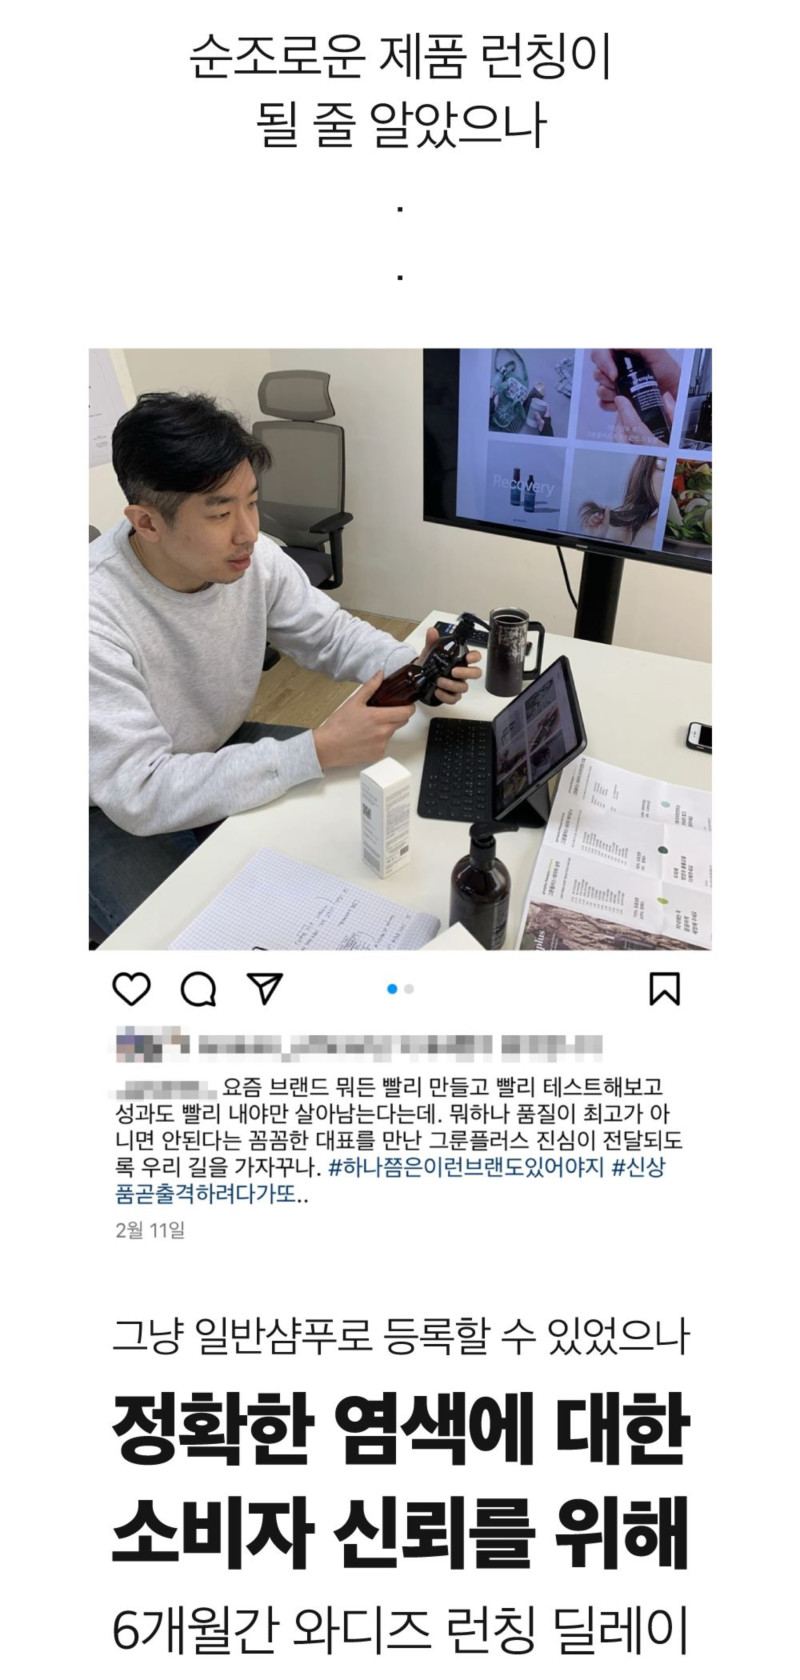 순조로운 제품 런칭이
될 줄 알았으나
.
.
Recovery
요즘 브랜드 뭐든 빨리 만들고 빨리 테스트해보고
성과도 빨리 내야만 살아남는다는데. 뭐하나 품질이 최고가 아
니면 안된다는 꼼꼼한 대표를 만난 그룬플러스 진심이 전달되도
록 우리 길을 가자꾸나. #하나쯤은이런브랜도있어야지 #신상
품곧출격하려다가또..
2월 11일
그냥 일반샴푸로 등록할 수 있었으나
정확한 염색에 대한
소비자 신뢰를 위해
6개월간 와디즈 런칭 딜레이